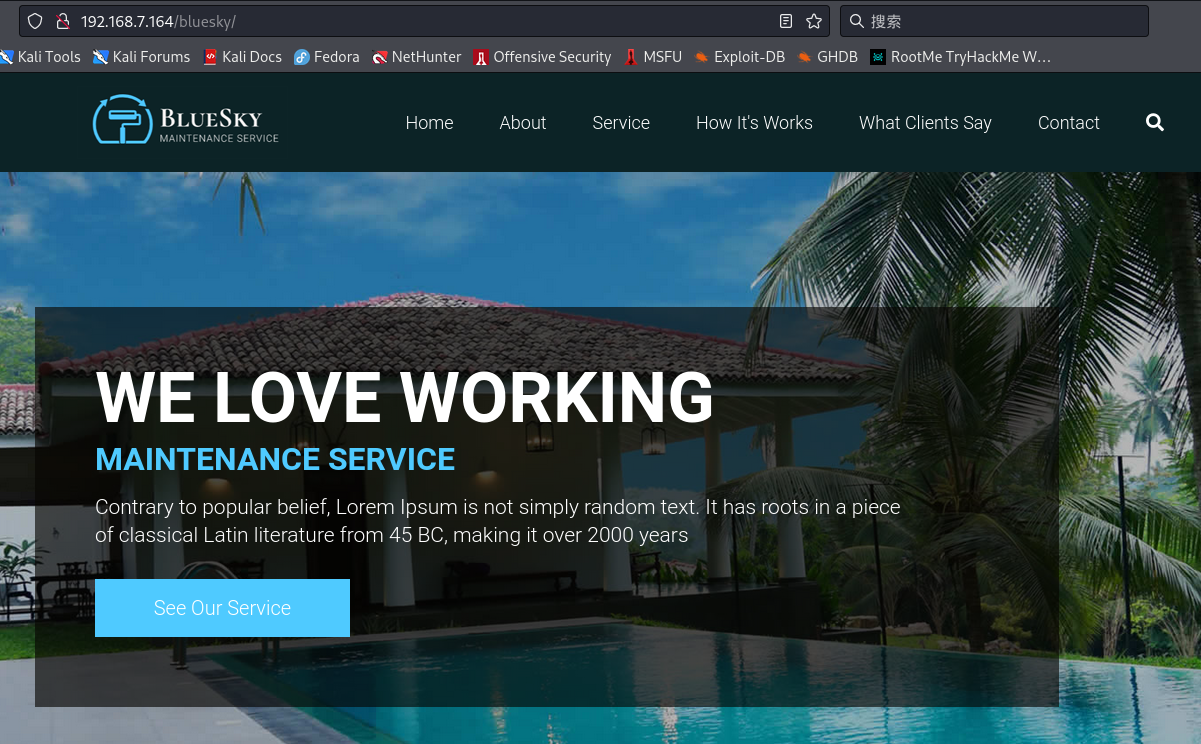 192.168.7.164/bluesky/
搜索
Kali Tools Kali Forums Kali Docs Fedora NetHunter Offensive Security MSFU Exploit-DB GHDB RootMe TryHackMe W…
BLUESKY
MAINTENANCE SERVICE
Home About Service How It's Works What Clients Say Contact
WE LOVE WORKING
MAINTENANCE SERVICE
Contrary to popular belief, Lorem Ipsum is not simply random text. It has roots in a piece
of classical Latin literature from 45 BC, making it over 2000 years
See Our Service